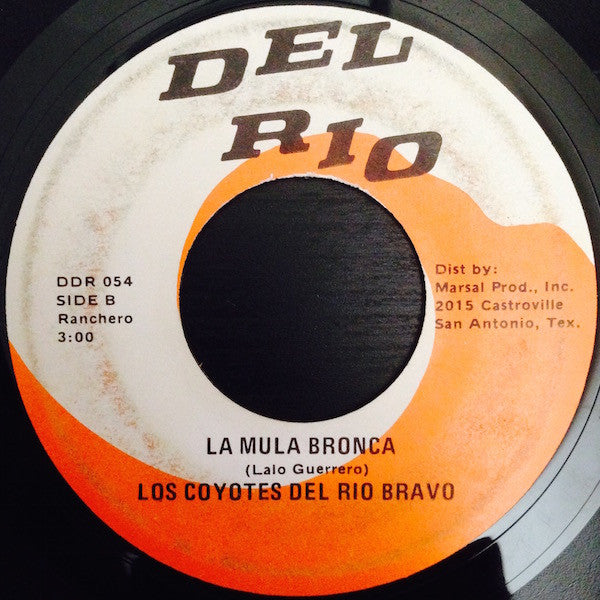 DEL
RIO
DDR 054
SIDE B
Ranchero
3:00
Dist by:
Marsal Prod., Inc.
2015 Castroville
San Antonio, Tex.
LA MULA BRONCA
(Lalo Guerrero)
LOS COYOTES DEL RIO BRAVO